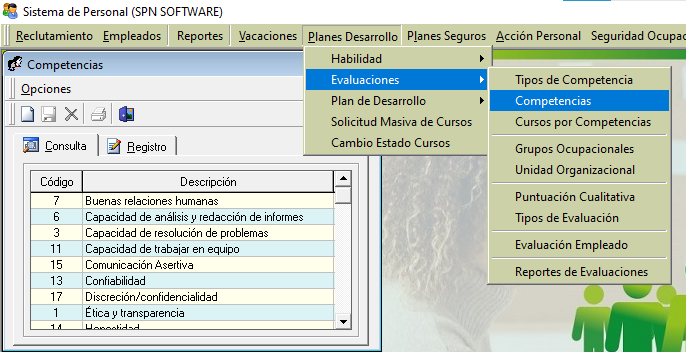 Sistema de Personal (SPN SOFTWARE)
Reclutamiento Empleados Reportes Vacaciones Planes Desarrollo Planes Seguros Acción Personal Seguridad Ocupac
Competencias
Opciones
Consulta Registro
Código Descripción
7 Buenas relaciones humanas
6 Capacidad de análisis y redacción de informes
3 Capacidad de resolución de problemas
11 Capacidad de trabajar en equipo
15 Comunicación Asertiva
13 Confiabilidad
17 Discreción/confidencialidad
1 Ética y transparencia
14 Honestidad
Habilidad
Evaluaciones
Plan de Desarrollo
Solicitud Masiva de Cursos
Cambio Estado Cursos
Tipos de Competencia
Competencias
Cursos por Competencias
Grupos Ocupacionales
Unidad Organizacional
Puntuación Cualitativa
Tipos de Evaluación
Evaluación Empleado
Reportes de Evaluaciones